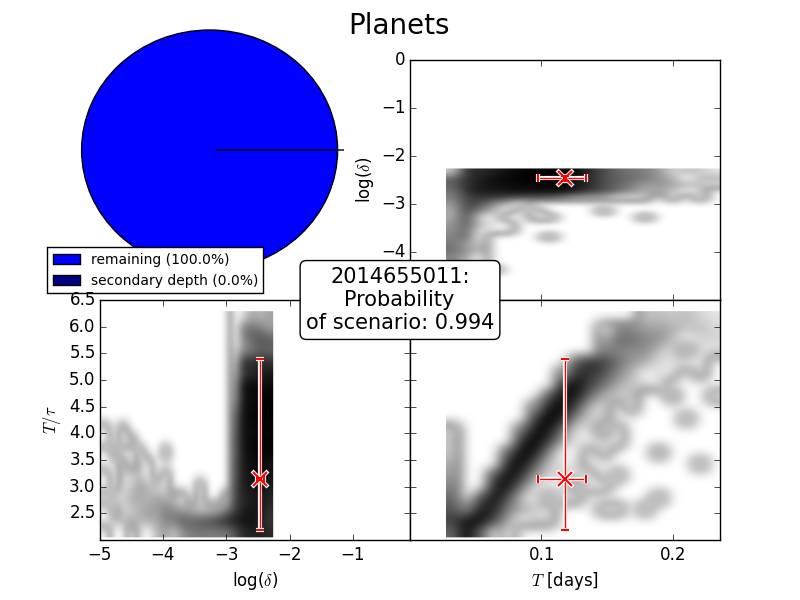 Planets
remaining (100.0%)
secondary depth (0.0%)
0
−1
−2
−3
−4
log(δ)
2014655011:
Probability
of scenario: 0.994
6.5
6.0
5.5
5.0
4.5
4.0
3.5
3.0
2.5
T/τ
−5 −4 −3 −2 −1
log(δ)
0.1 0.2
T [days]